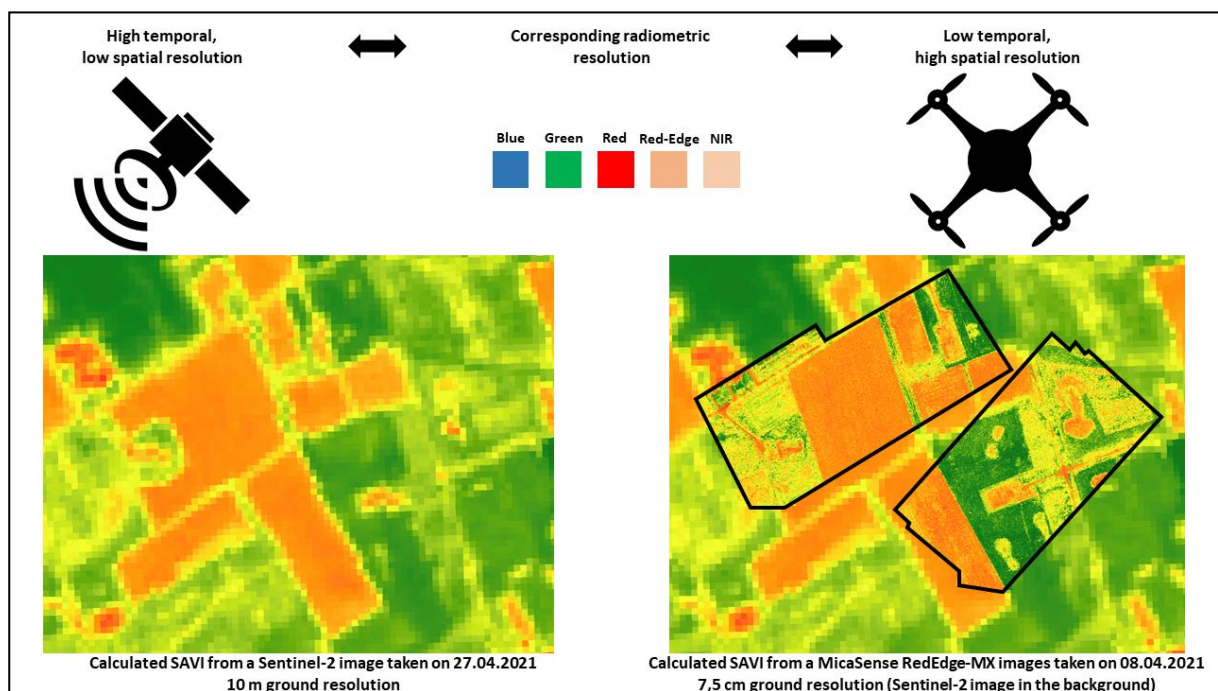 High temporal,
low spatial resolution
Corresponding radiometric
resolution
Low temporal,
high spatial resolution
Blue Green Red Red-Edge NIR
Calculated SAVI from a Sentinel-2 image taken on 27.04.2021
10 m ground resolution
Calculated SAVI from a MicaSense RedEdge-MX images taken on 08.04.2021
7,5 cm ground resolution (Sentinel-2 image in the background)